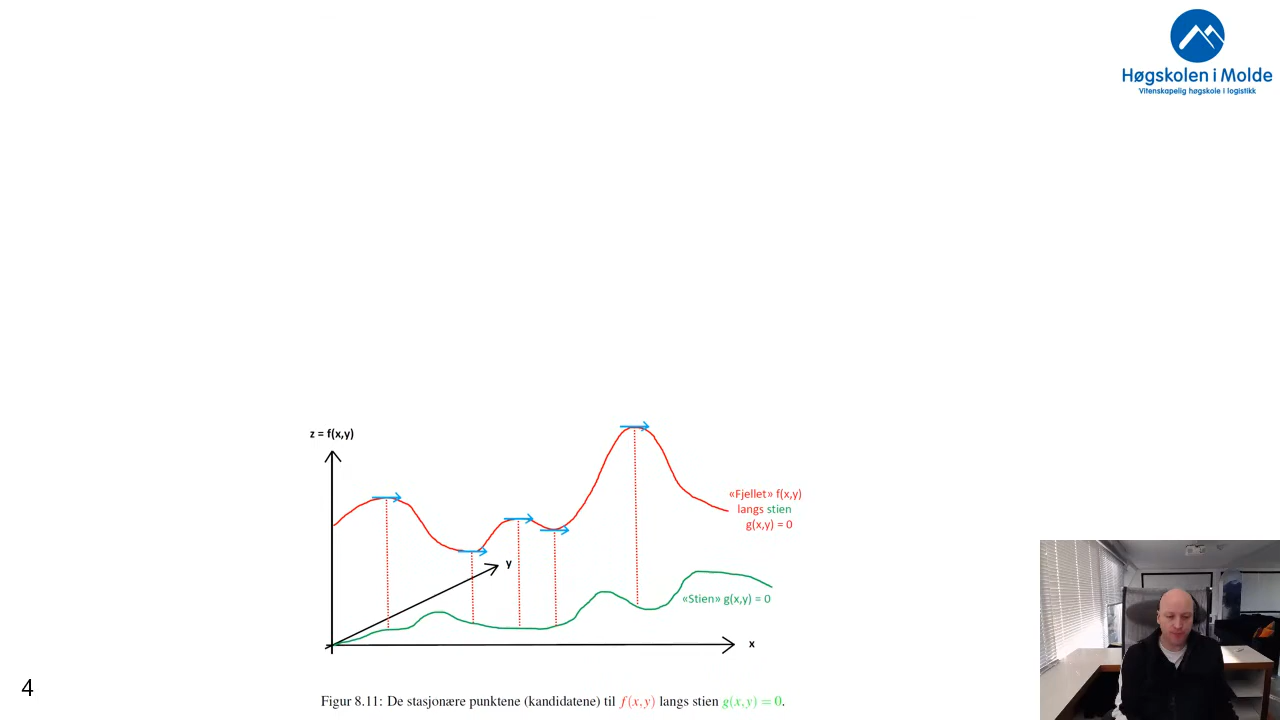 Høgskolen i Molde
Vitenskapelig høgskole i logistikk
z = f(x,y)
«Fjellet» f(x,y)
langs stien
g(x,y) = 0
y
«Stien» g(x,y) = 0
x
4
Figur 8.11: De stasjonære punktene (kandidatene) til f(x,y) langs stien g(x,y) = 0.